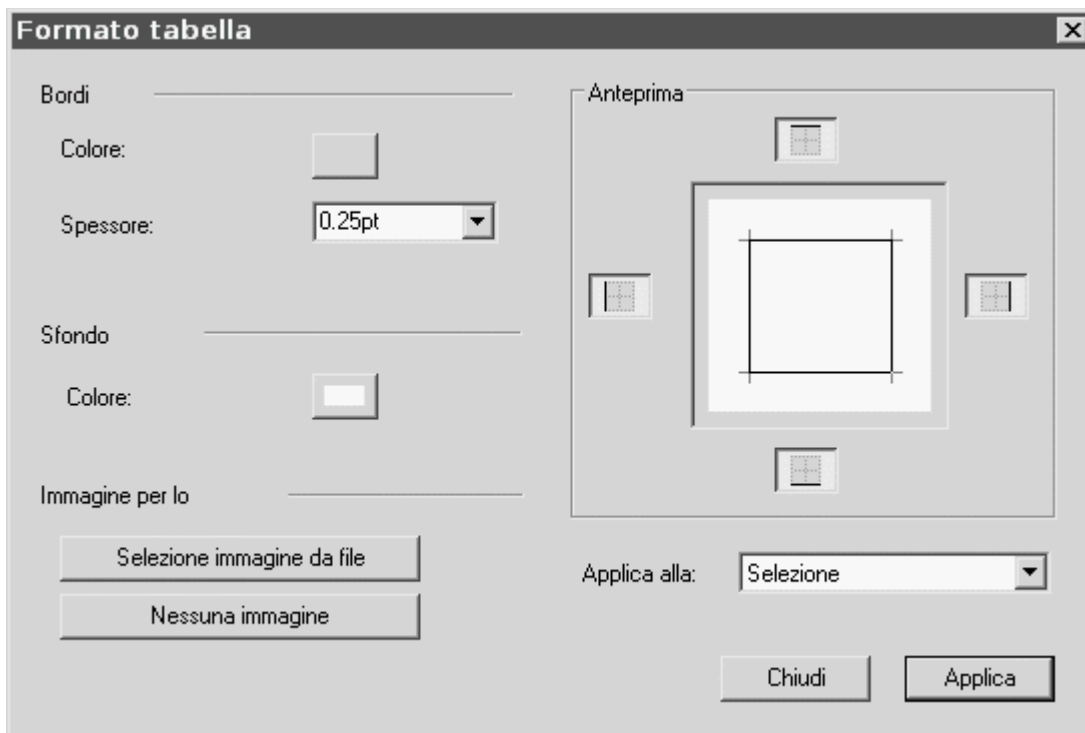 Formato tabella
Bordi
Colore:
Spessore:
0.25pt
Sfondo
Colore:
Immagine per lo
Selezione immagine da file
Nessuna immagine
Anteprima
Applica alla:
Selezione
Chiudi
Applica